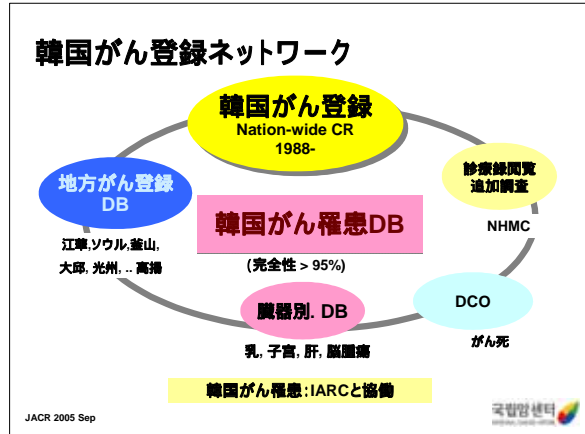 韓国がん登録ネットワーク
韓国がん登録
Nation-wide CR
1988-
地方がん登録
DB
診療録閲覧
追加調査
韓国がん罹患DB
NHMC
江華,ソウル,釜山,
大邱, 光州, .. 高揚
(完全性 > 95%)
臓器別. DB
DCO
乳, 子宮, 肝, 脳腫瘍
がん死
韓国がん罹患:IARCと協働
JACR 2005 Sep
국립암센터